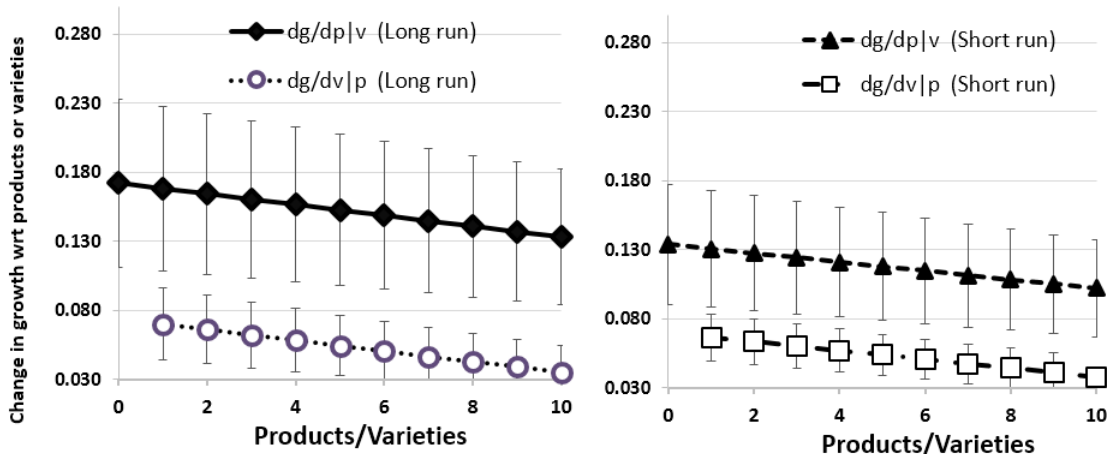 Change in growth wrt products or varieties
0.280
0.230
0.180
0.130
0.080
0.030
dg/dp|v (Long run)
dg/dv|p (Long run)
0 2 4 6 8 10
Products/Varieties
0.280
0.230
0.180
0.130
0.080
0.030
dg/dp|v (Short run)
dg/dv|p (Short run)
0 2 4 6 8 10
Products/Varieties